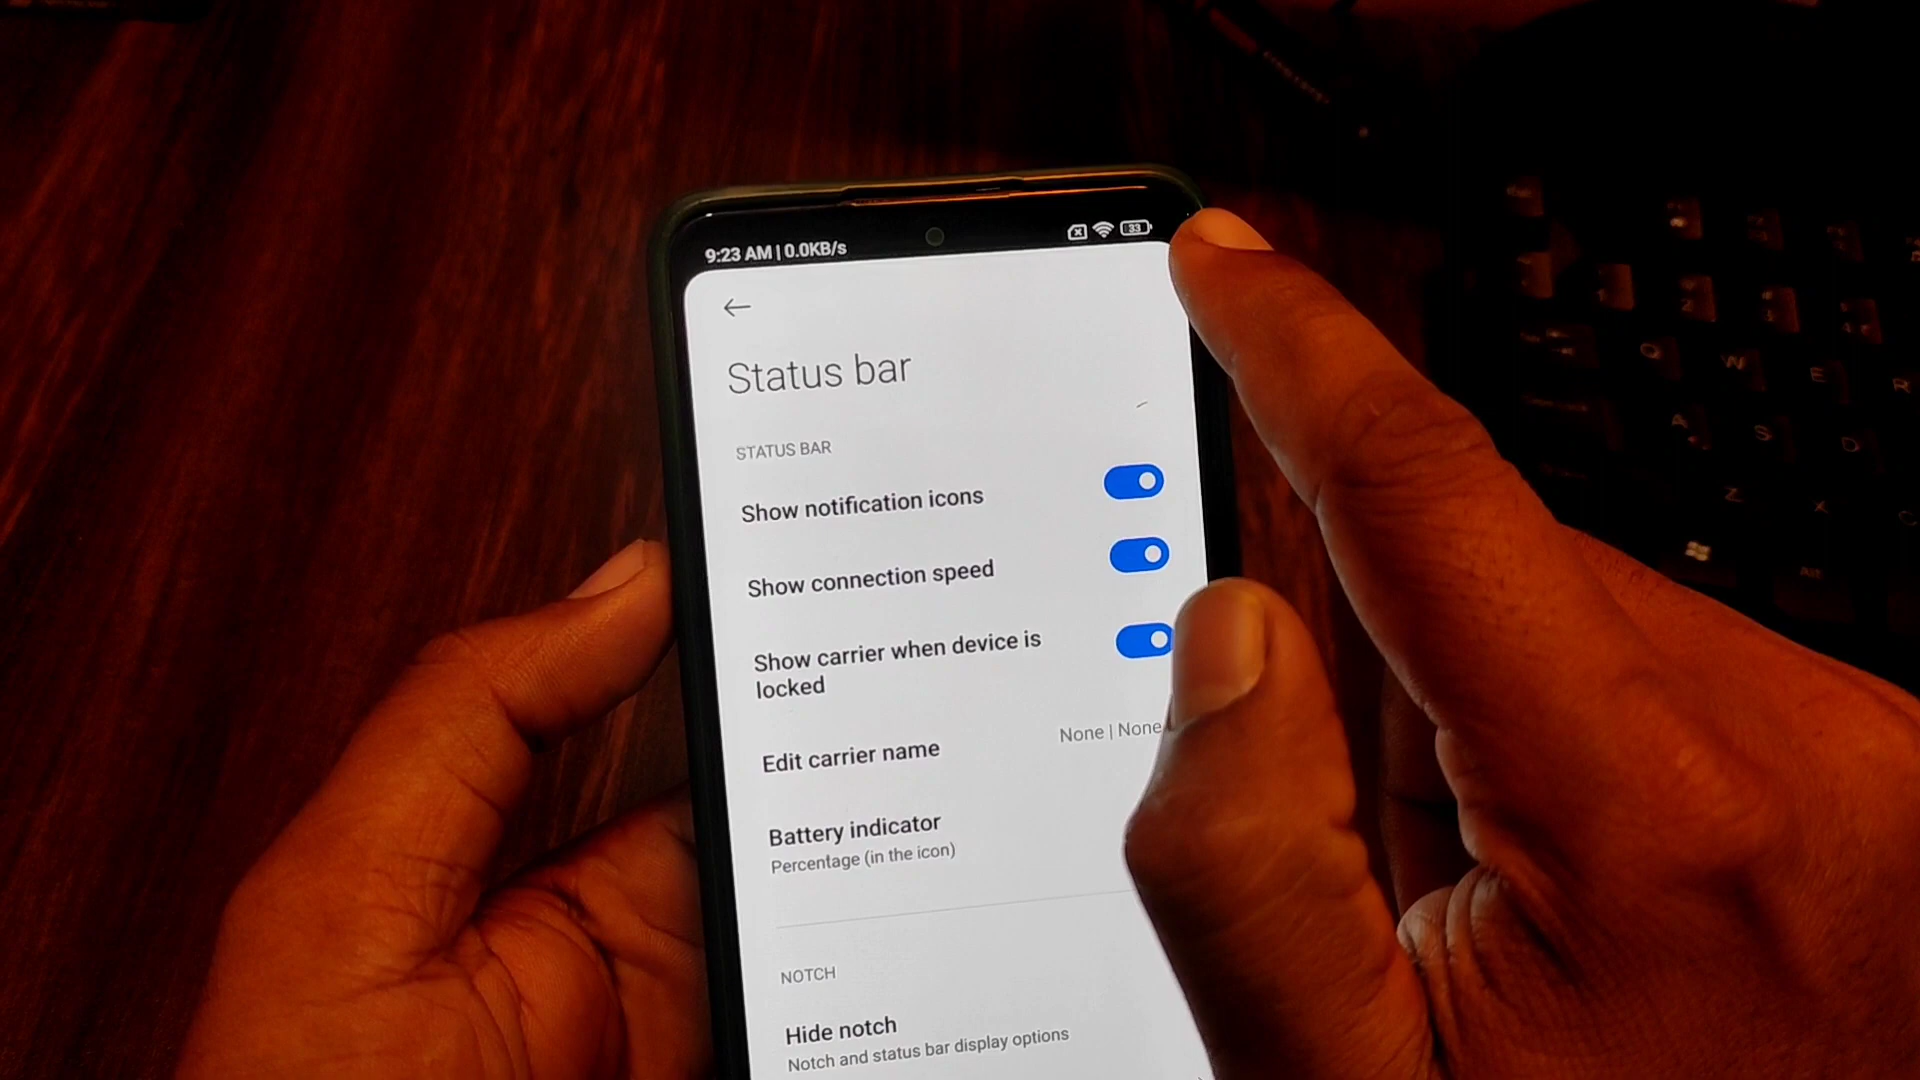 9:23 AM | 0.0KB/s
33
Status bar
STATUS BAR
Show notification icons
Show connection speed
Show carrier when device is
locked
Edit carrier name
None | None
Battery indicator
Percentage (in the icon)
NOTCH
Hide notch
Notch and status bar display options
Q W E R
A S D
Z X C
Alt